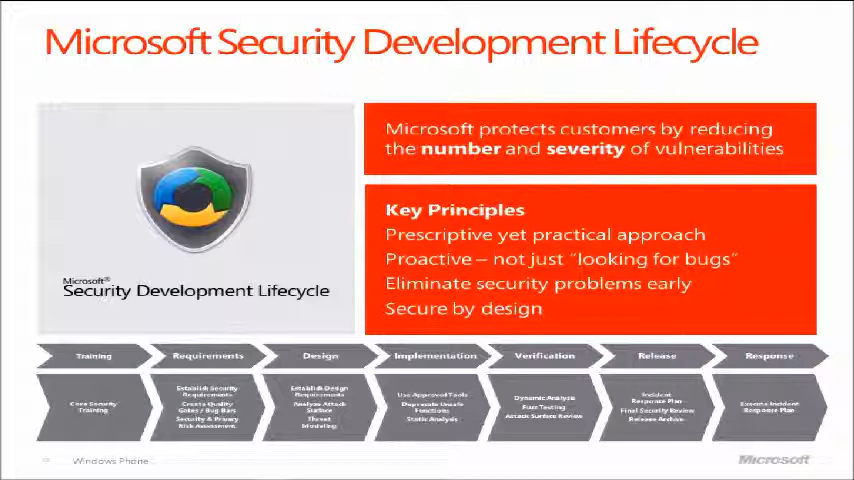 Microsoft Security Development Lifecycle
Microsoft protects customers by reducing
the number and severity of vulnerabilities
Microsoft®
Security Development Lifecycle
Key Principles
Prescriptive yet practical approach
Proactive – not just “looking for bugs”
Eliminate security problems early
Secure by design
Training
Requirements
Design
Implementation
Verification
Release
Response
Core Security
Training
Establish Security
Requirements
Create Quality
Gates / Bug Bars
Security & Privacy
Risk Assessment
Establish Design
Requirements
Analyze Attack
Surface
Threat
Modeling
Use Approved Tools
Deprecate Unsafe
Functions
Static Analysis
Dynamic Analysis
Fuzz Testing
Attack Surface Review
Incident
Response Plan
Final Security Review
Release Archive
Execute Incident
Response Plan
Windows Phone
Microsoft